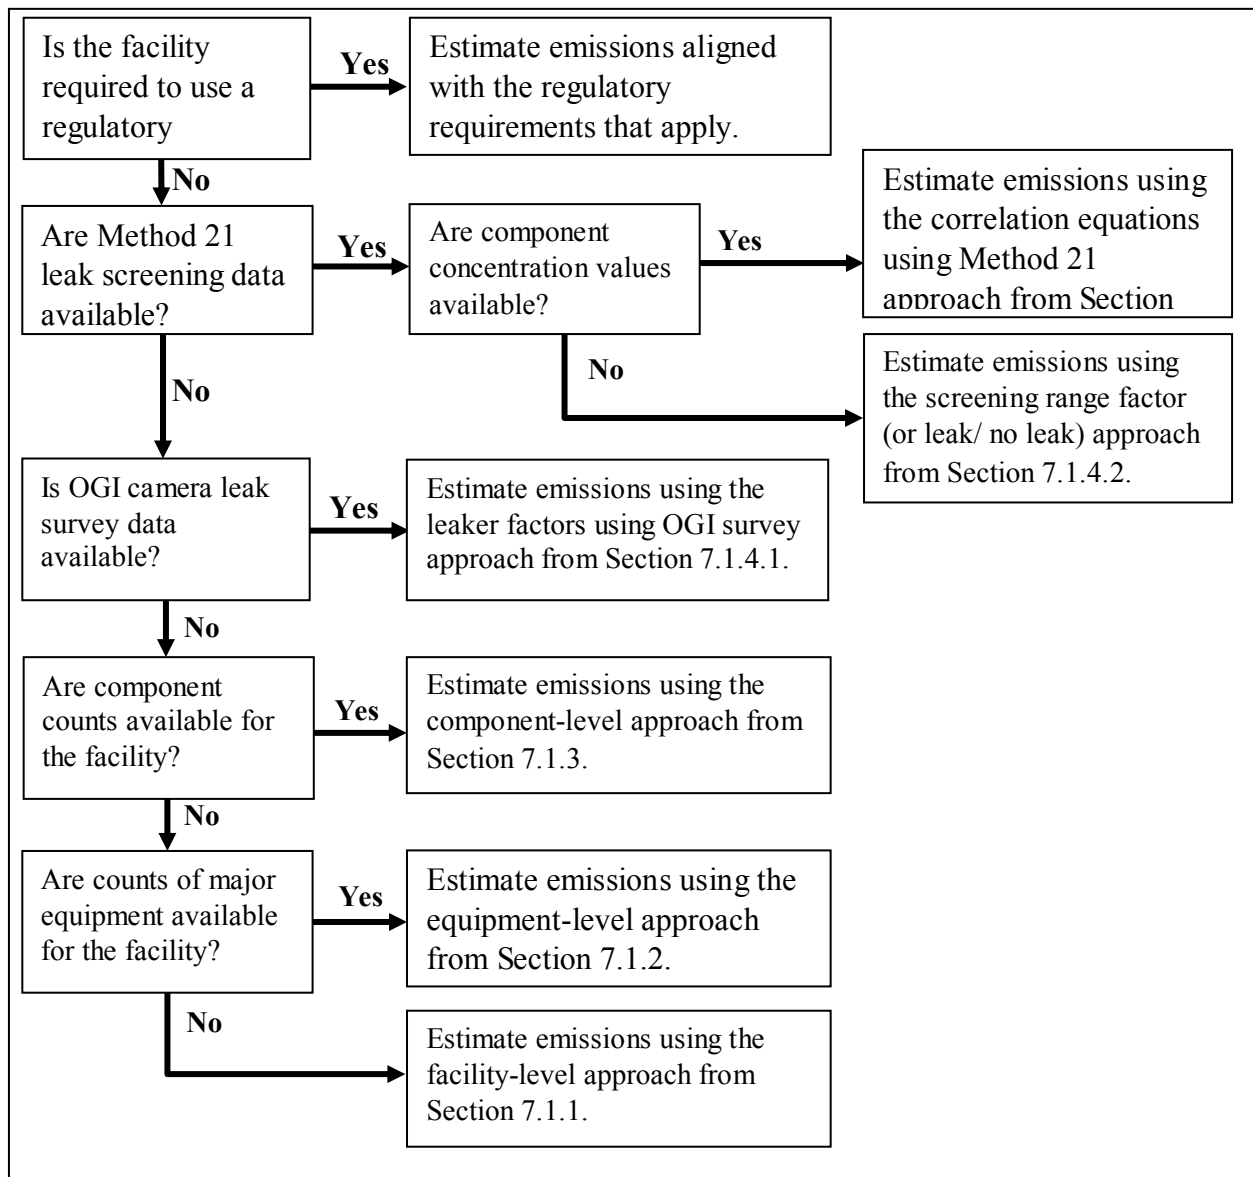 Is the facility
required to use a
regulatory
Yes
Estimate emissions aligned
with the regulatory
requirements that apply.
No
Are Method 21
leak screening data
available?
Yes
Are component
concentration values
available?
Yes
Estimate emissions using
the correlation equations
using Method 21
approach from Section
No
Estimate emissions using
the screening range factor
(or leak/ no leak) approach
from Section 7.1.4.2.
No
Is OGI camera leak
survey data
available?
Yes
Estimate emissions using the
leaker factors using OGI survey
approach from Section 7.1.4.1.
No
Are component
counts available for
the facility?
Yes
Estimate emissions using the
component-level approach from
Section 7.1.3.
No
Are counts of major
equipment available
for the facility?
Yes
Estimate emissions using the
equipment-level approach
from Section 7.1.2.
No
Estimate emissions using the
facility-level approach from
Section 7.1.1.